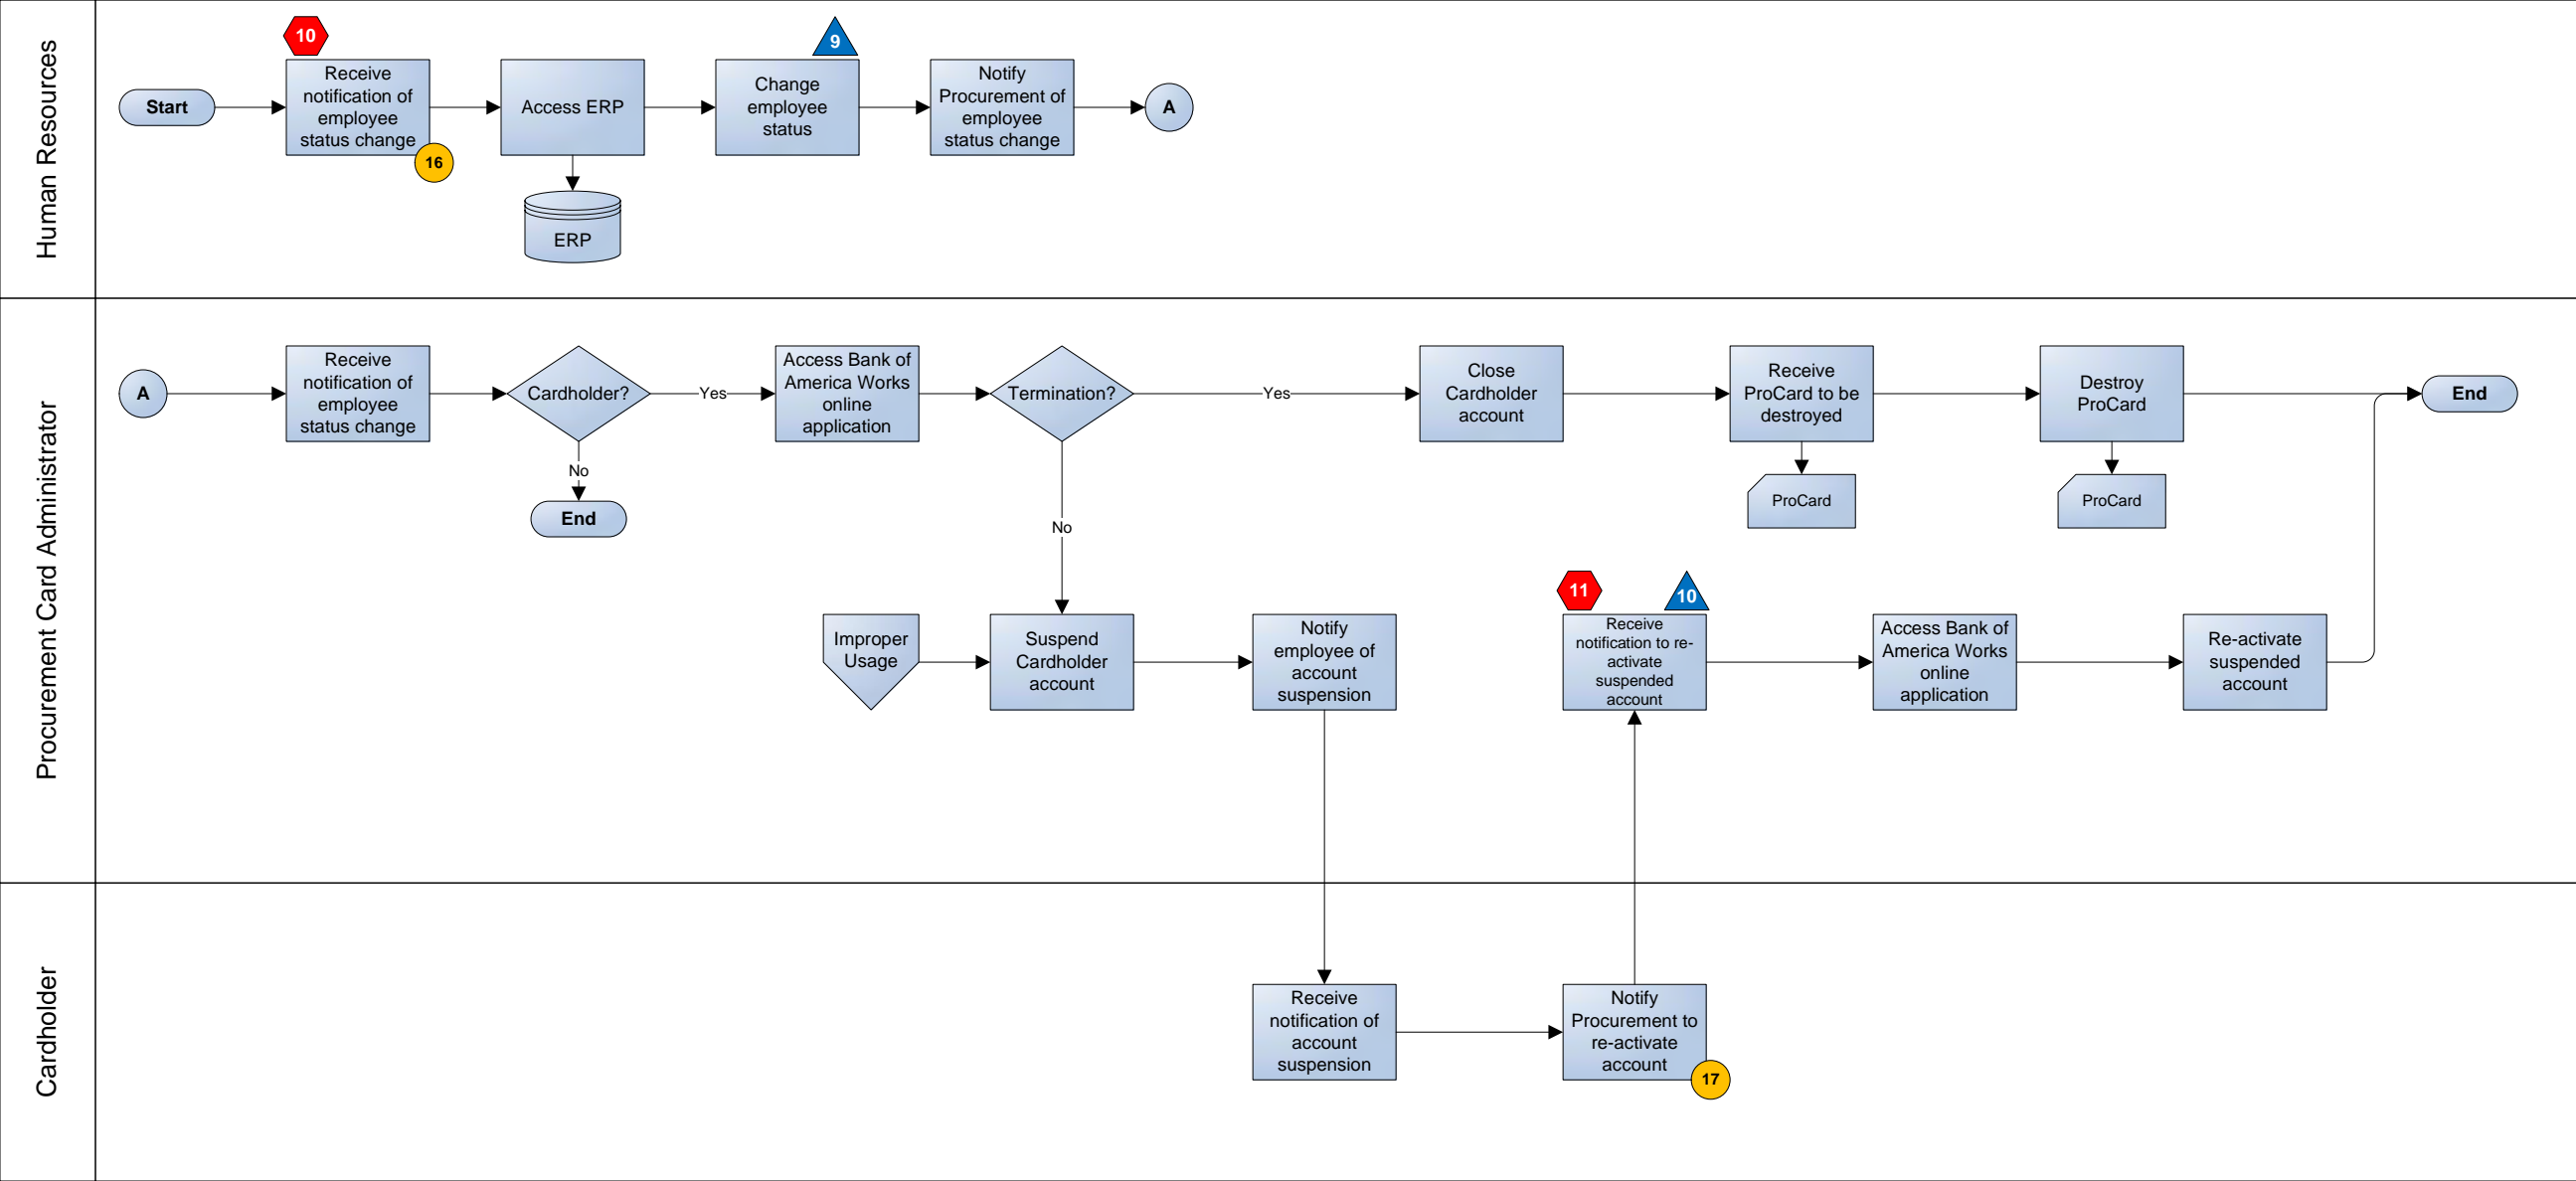 Human Resources
10
9
Start
Receive
notification of
employee
status change
16
Access ERP
ERP
Change
employee
status
Notify
Procurement of
employee
status change
A
Procurement Card Administrator
A
Receive
notification of
employee
status change
Cardholder?
Yes
No
End
Access Bank of
America Works
online
application
Termination?
Yes
No
Close
Cardholder
account
Receive
ProCard to be
destroyed
ProCard
Destroy
ProCard
ProCard
End
Improper
Usage
Suspend
Cardholder
account
Notify
employee of
account
suspension
11
10
Receive
notification to re-
activate
suspended
account
Access Bank of
America Works
online
application
Re-activate
suspended
account
Cardholder
Receive
notification of
account
suspension
Notify
Procurement to
re-activate
account
17